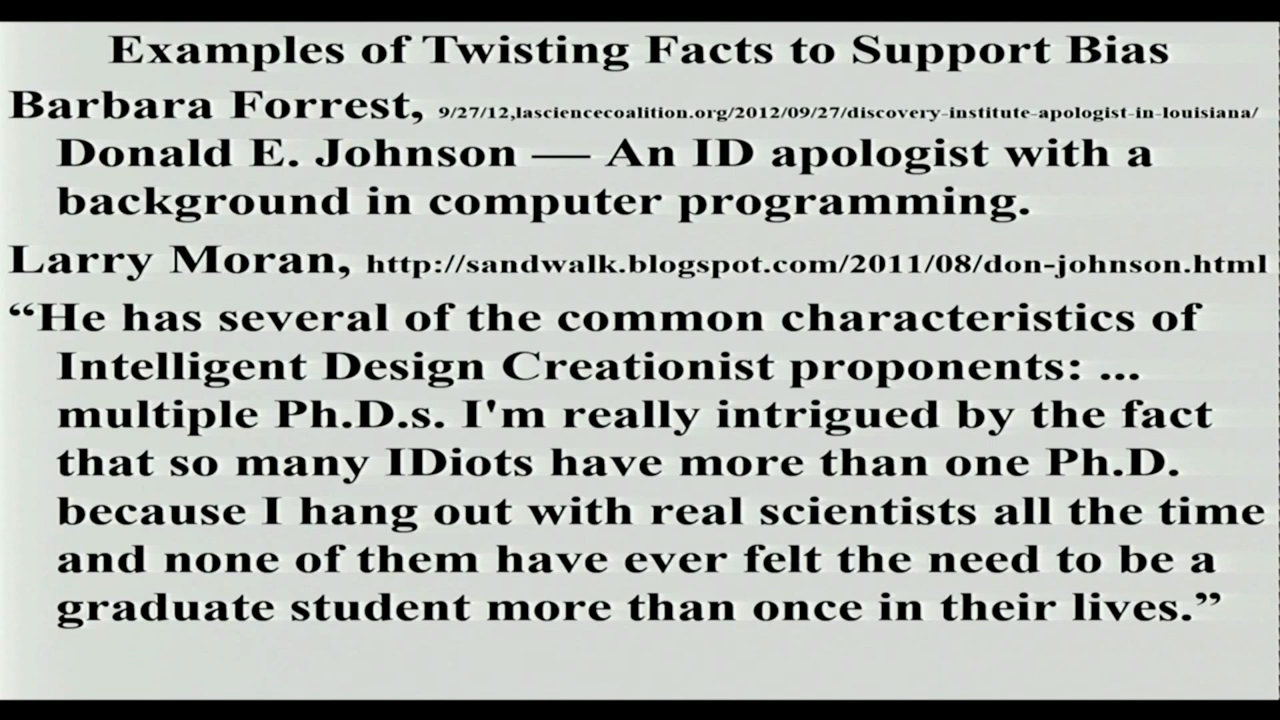 Examples of Twisting Facts to Support Bias
Barbara Forrest, 9/27/12,lasciencecoalition.org/2012/09/27/discovery-institute-apologist-in-louisiana/
Donald E. Johnson — An ID apologist with a
background in computer programming.
Larry Moran, http://sandwalk.blogspot.com/2011/08/don-johnson.html
“He has several of the common characteristics of
Intelligent Design Creationist proponents: ...
multiple Ph.D.s. I'm really intrigued by the fact
that so many IDiots have more than one Ph.D.
because I hang out with real scientists all the time
and none of them have ever felt the need to be a
graduate student more than once in their lives.”